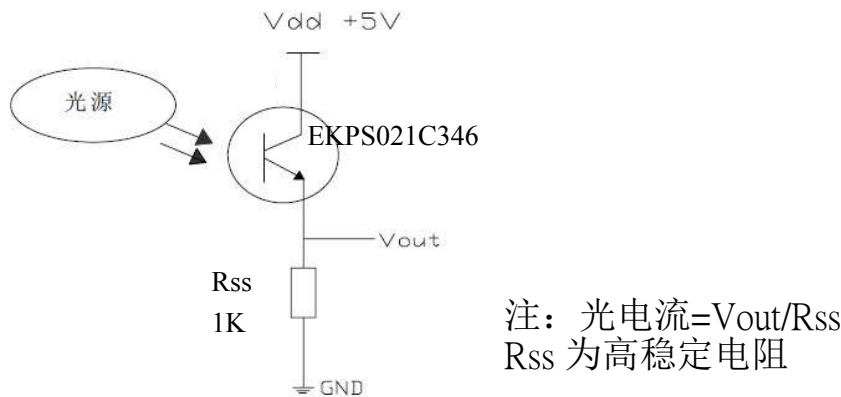 Vdd +5V
光源
EKPS021C346
Vout
Rss
1K
注：光电流=Vout/Rss
Rss 为高稳定电阻
GND